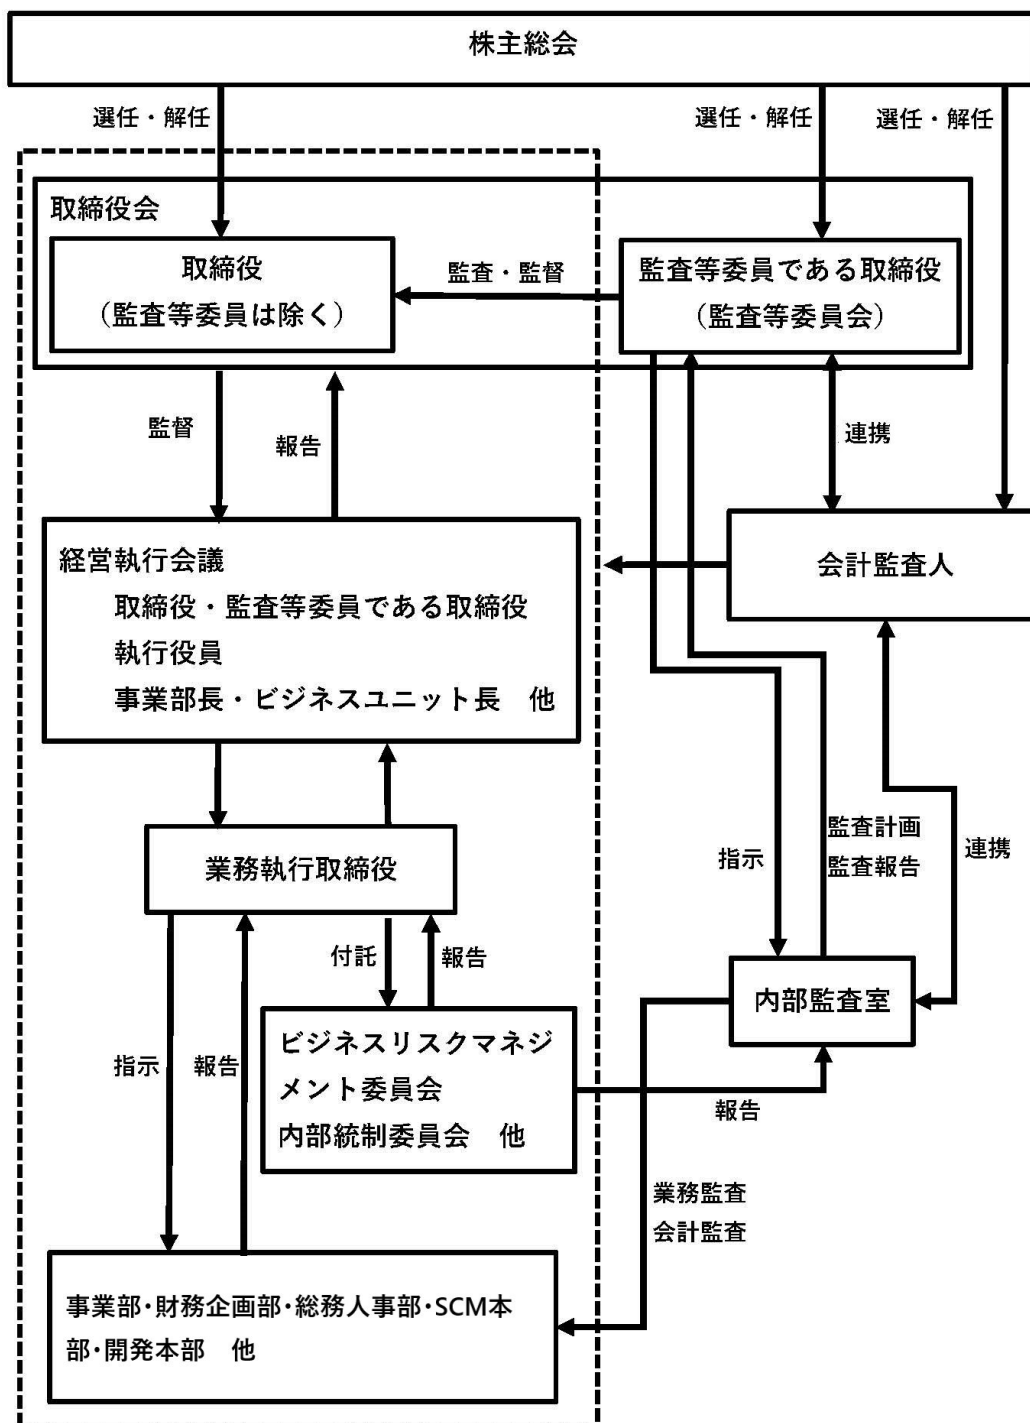 株主総会
選任・解任
選任・解任
選任・解任
取締役会
取締役
（監査等委員は除く）
監査・監督
監査等委員である取締役
（監査等委員会）
監督
報告
連携
経営執行会議
取締役・監査等委員である取締役
執行役員
事業部長・ビジネスユニット長　他
会計監査人
業務執行取締役
指示
監査計画
監査報告
連携
付託
報告
内部監査室
指示
報告
ビジネスリスクマネジ
メント委員会
内部統制委員会　他
報告
業務監査
会計監査
事業部･財務企画部･総務人事部･SCM本
部･開発本部　他